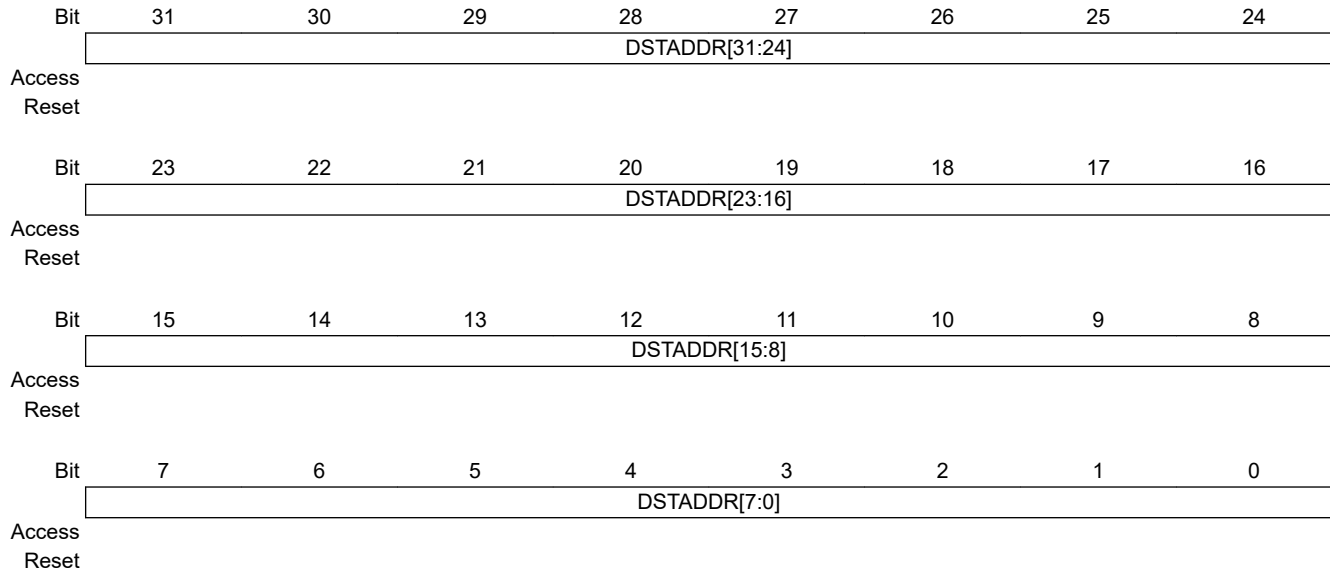 Bit 31 30 29 28 27 26 25 24
DSTADDR[31:24]
Access
Reset
Bit 23 22 21 20 19 18 17 16
DSTADDR[23:16]
Access
Reset
Bit 15 14 13 12 11 10 9 8
DSTADDR[15:8]
Access
Reset
Bit 7 6 5 4 3 2 1 0
DSTADDR[7:0]
Access
Reset